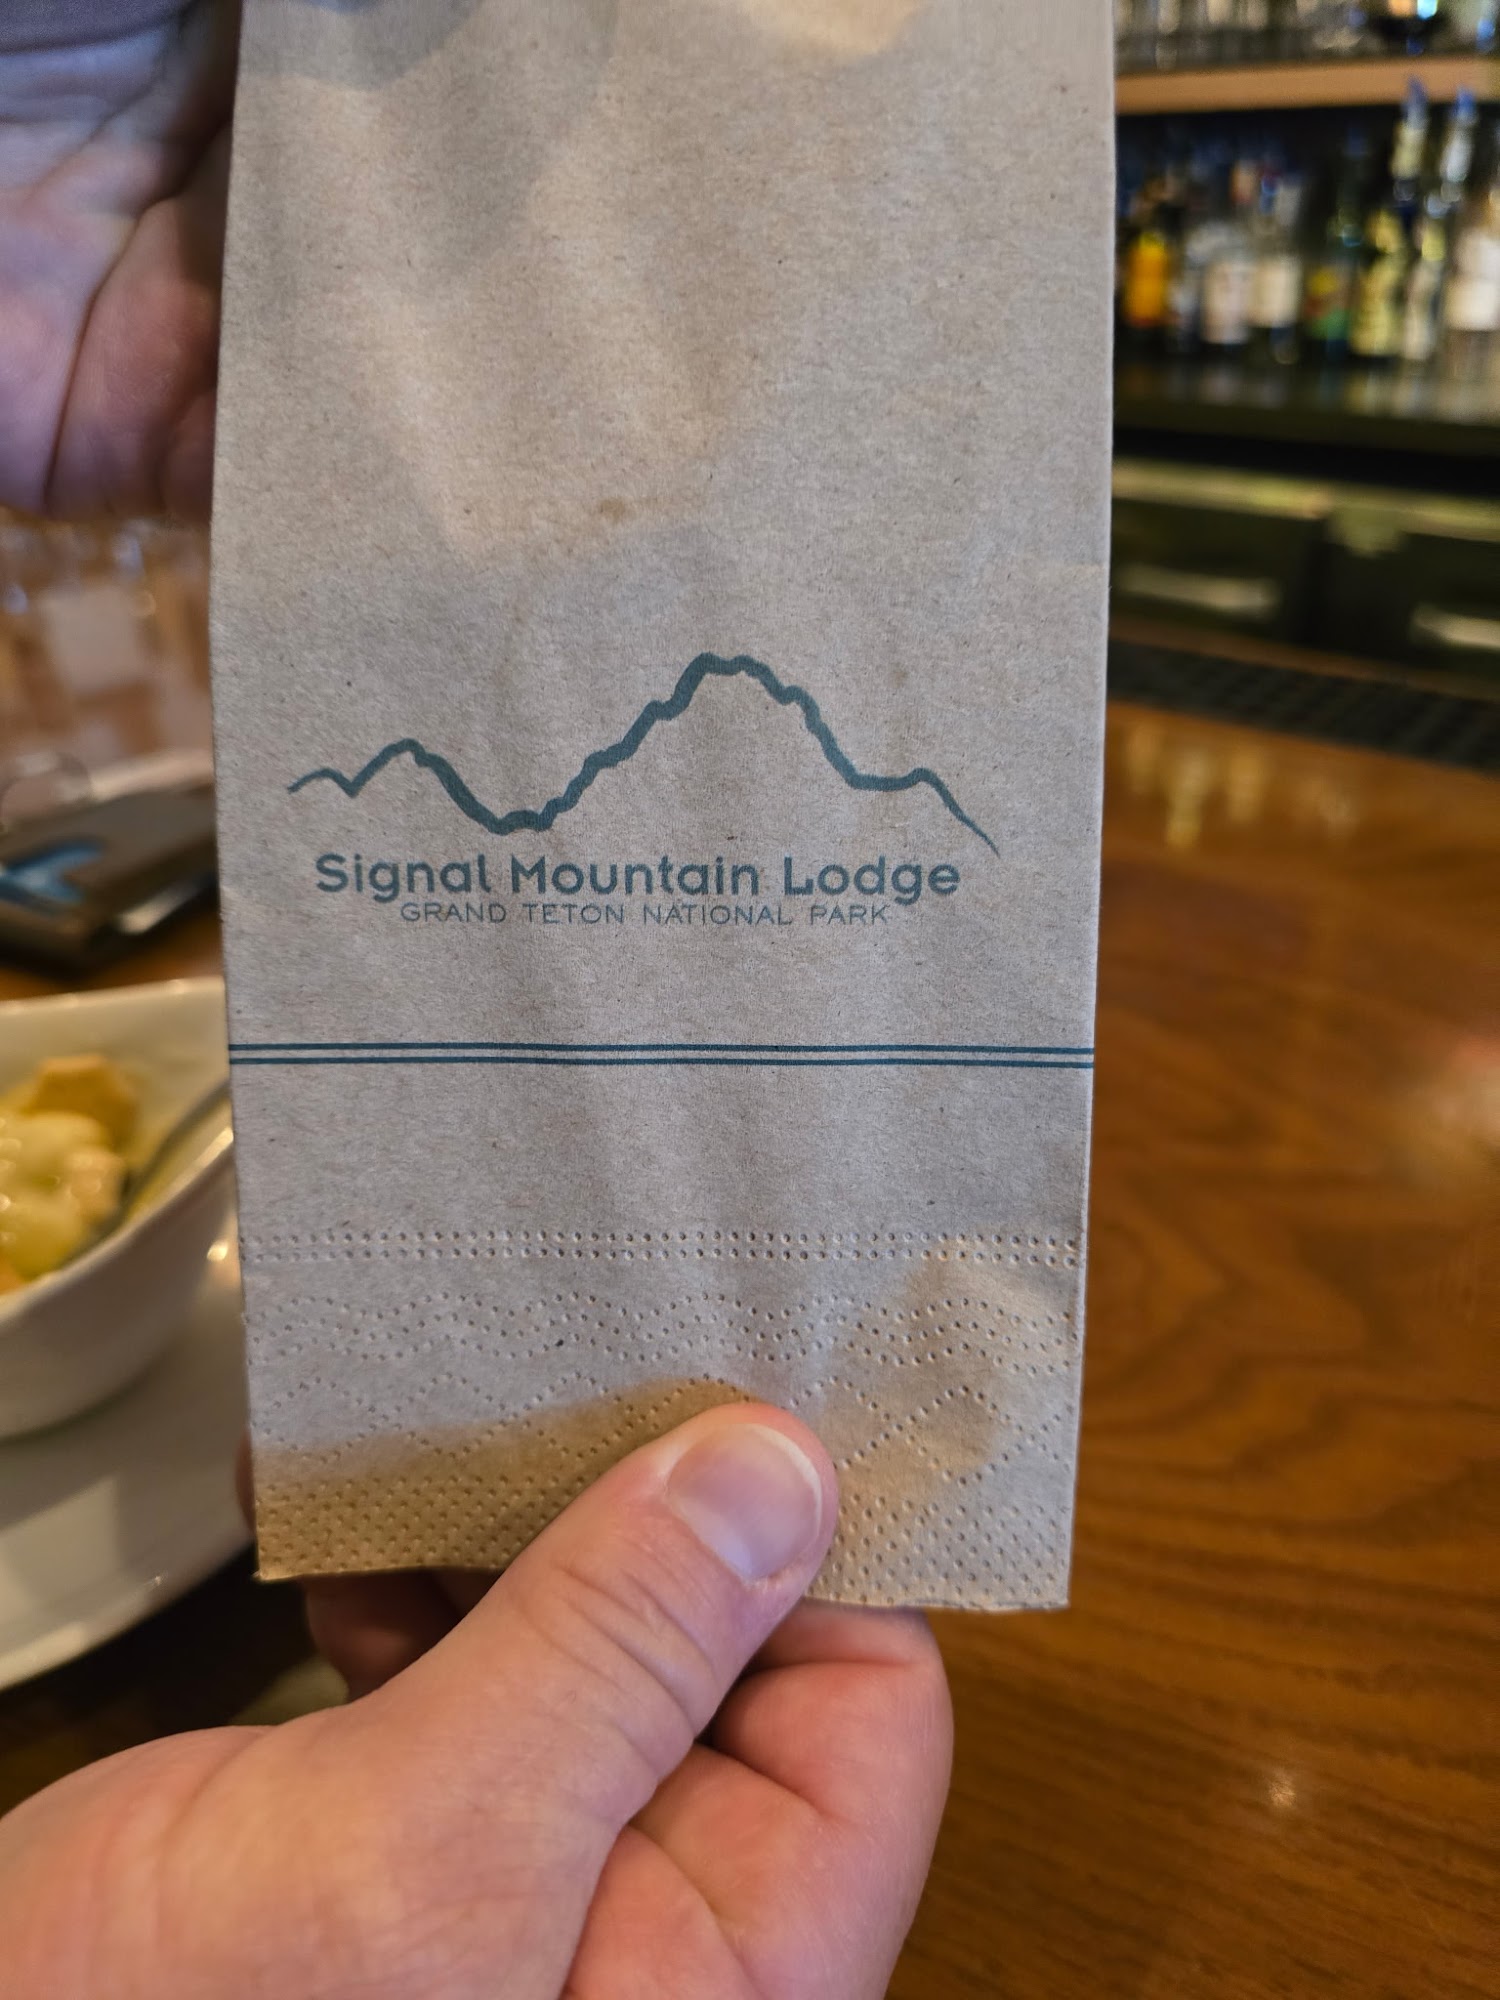 Signal Mountain Lodge
GRAND TETON NATIONAL PARK